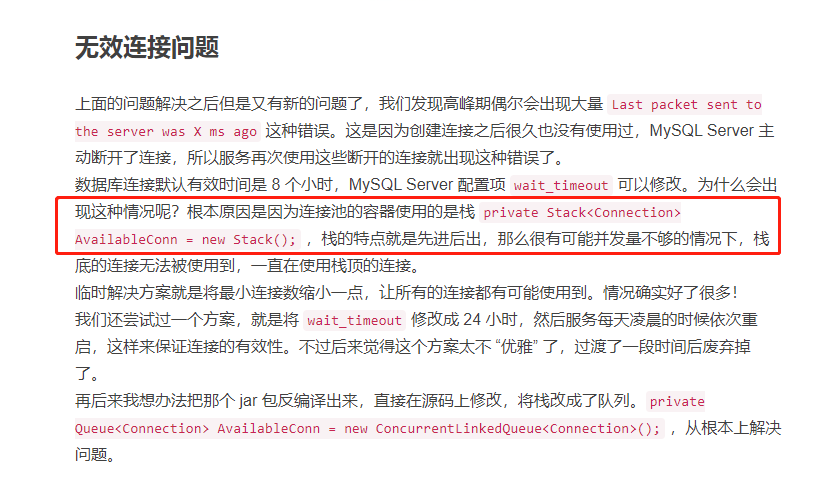 无效连接问题
上面的问题解决之后但是又有新的问题了，我们发现高峰期偶尔会出现大量 Last packet sent to
the server was X ms ago 这种错误。这是因为创建连接之后很久也没有使用过，MySQL Server 主
动断开了连接，所以服务再次使用这些断开的连接就出现这种错误了。
数据库连接默认有效时间是 8 个小时，MySQL Server 配置项 wait_timeout 可以修改。为什么会出
现这种情况呢？根本原因是因为连接池的容器使用的是栈 private Stack<Connection>
AvailableConn = new Stack(); ，栈的特点就是先进后出，那么很有可能并发量不够的情况下，栈
底的连接无法被使用到，一直在使用栈顶的连接。
临时解决方案就是将最小连接数缩小一点，让所有的连接都有可能使用到。情况确实好了很多！
我们还尝试过一个方案，就是将 wait_timeout 修改成 24 小时，然后服务每天凌晨的时候依次重
启，这样来保证连接的有效性。不过后来觉得这个方案太不 “优雅” 了，过渡了一段时间后废弃掉
了。
再后来我想办法把那个 jar 包反编译出来，直接在源码上修改，将栈改成了队列。private
Queue<Connection> AvailableConn = new ConcurrentLinkedQueue<Connection>(); ，从根本上解决
问题。